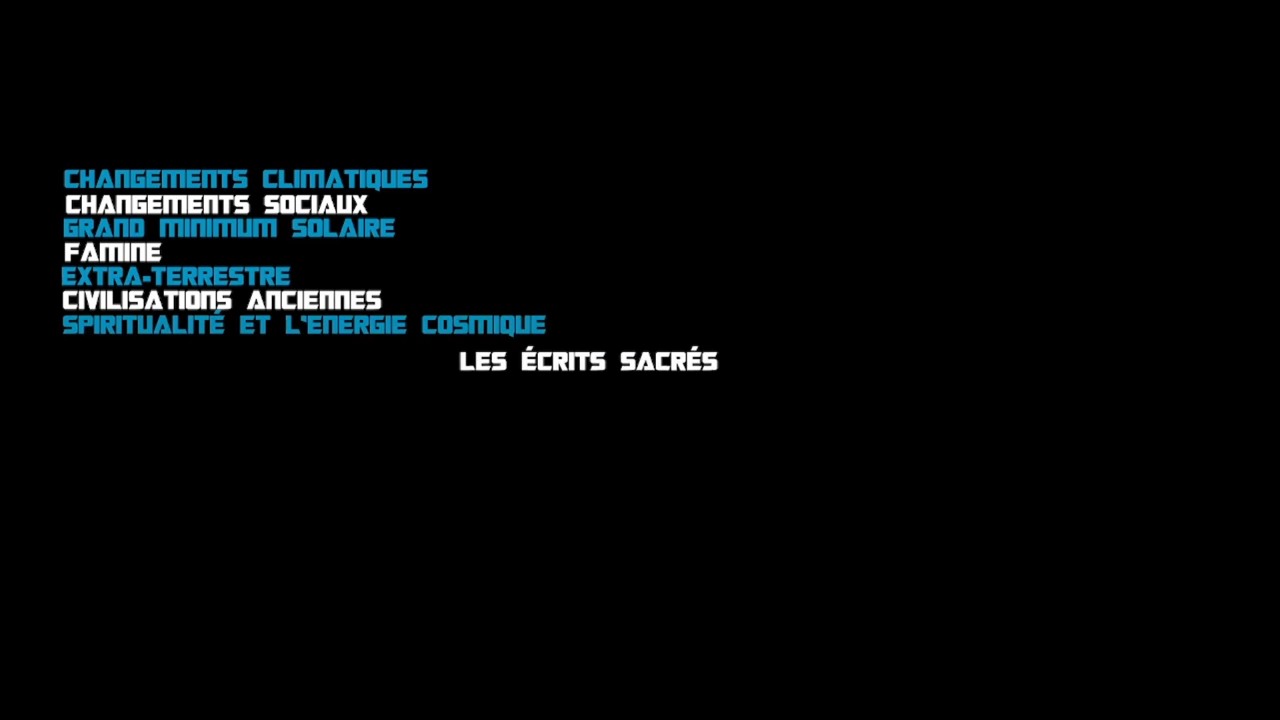 CHANGEMENTS CLIMATIQUES
CHANGEMENTS SOCIAUX
GRAND MINIMUM SOLAIRE
FAMINE
EXTRA-TERRESTRE
CIVILISATIONS ANCIENNES
SPIRITUALITÉ ET L'ENERGIE COSMIQUE
LES ÉCRITS SACRÉS